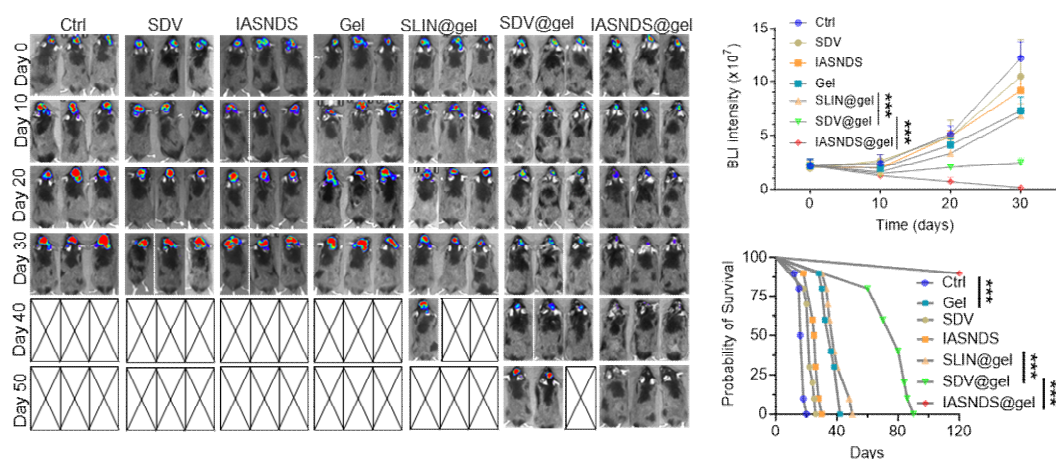 Ctrl SDV IASNDS Gel SLIN@gel SDV@gel IASNDS@gel
Day 0
Day 10
Day 20
Day 30
Day 40
Day 50
BLI intensity (x10⁷)
15
10
5
0
Ctrl
SDV
IASNDS
Gel
SLIN@gel
SDV@gel
IASNDS@gel
***
***
0 10 20 30
Time (days)
Probability of Survival
100
75
50
25
0
Ctrl
Gel
SDV
IASNDS
SLIN@gel
SDV@gel
IASNDS@gel
***
***
***
0 40 80 120
Days